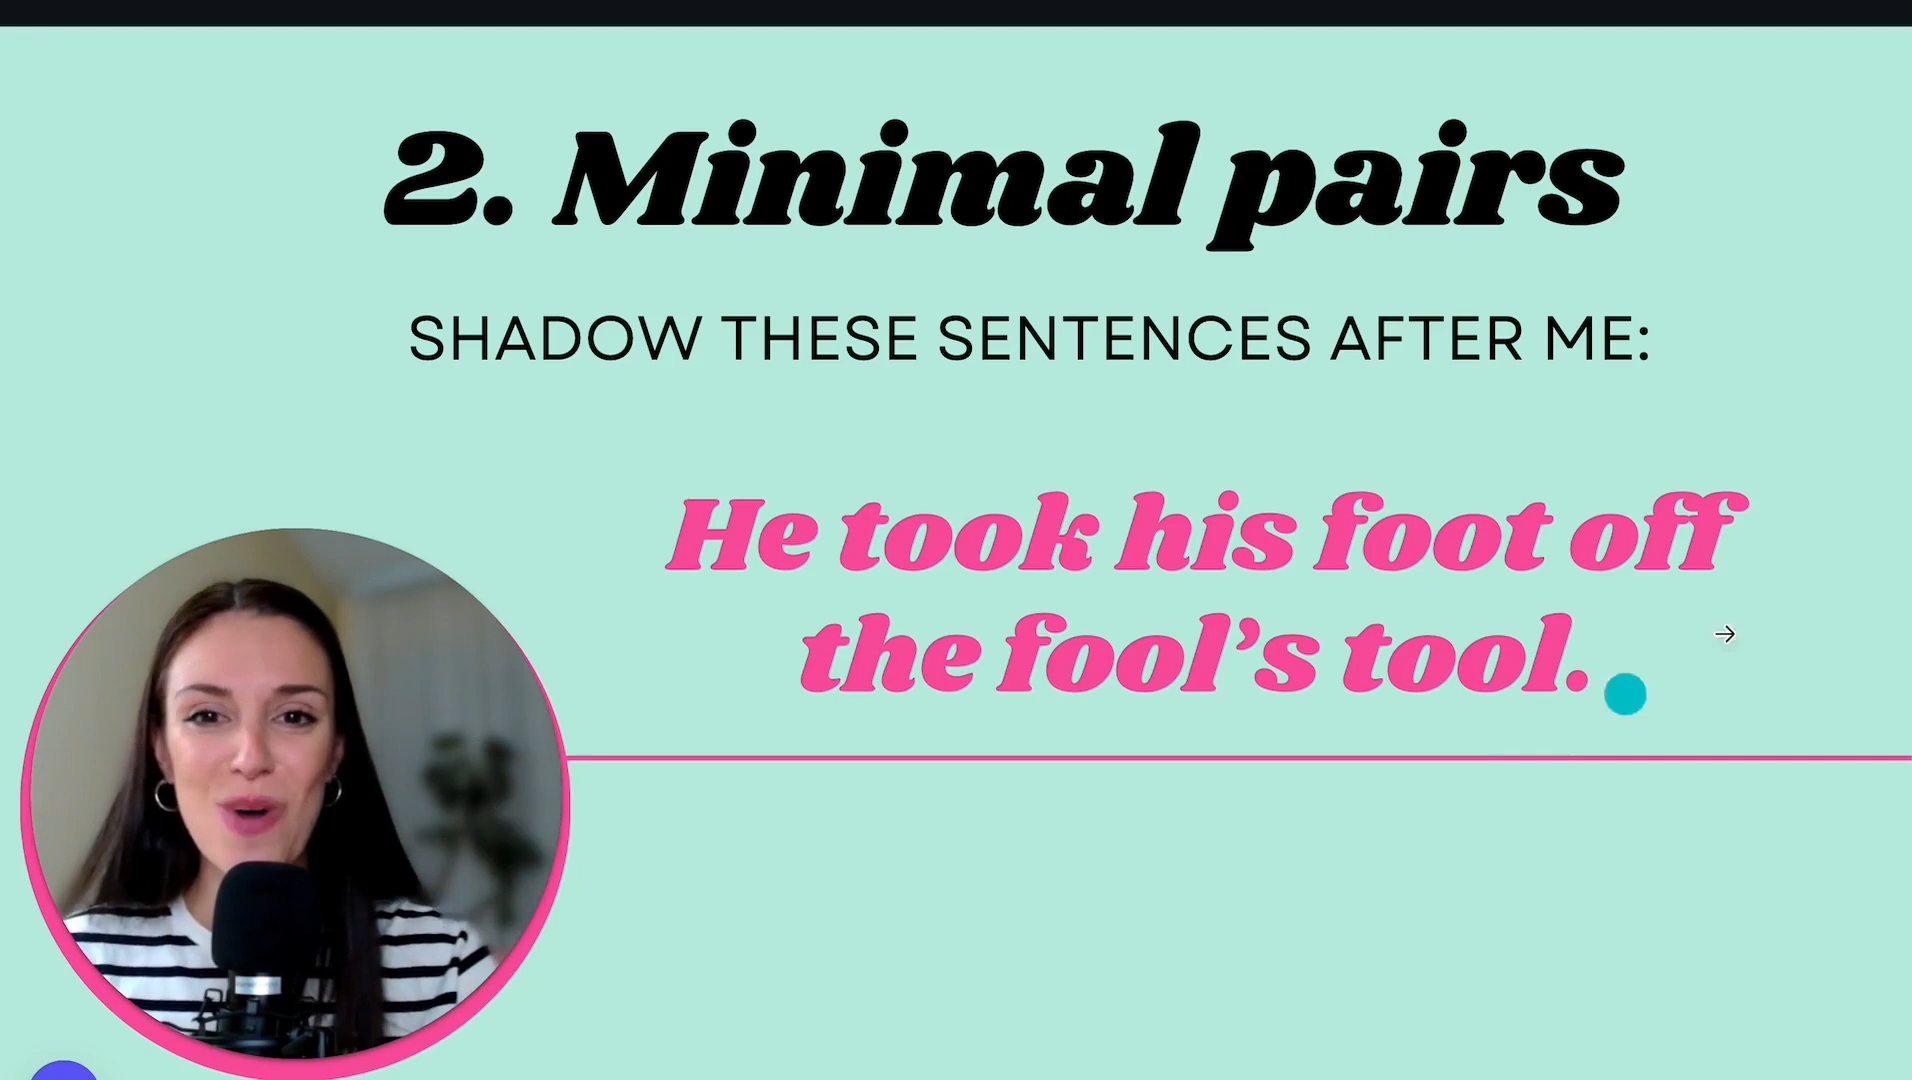 2. Minimal pairs
SHADOW THESE SENTENCES AFTER ME:
He took his foot off
the fool’s tool.